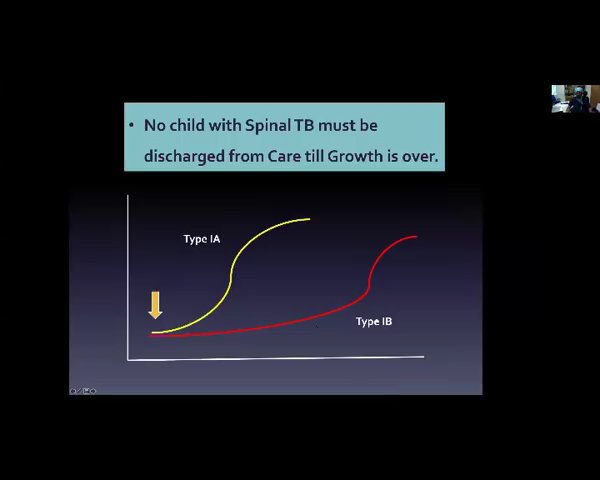 • No child with Spinal TB must be
discharged from Care till Growth is over.
Type IA
Type IB